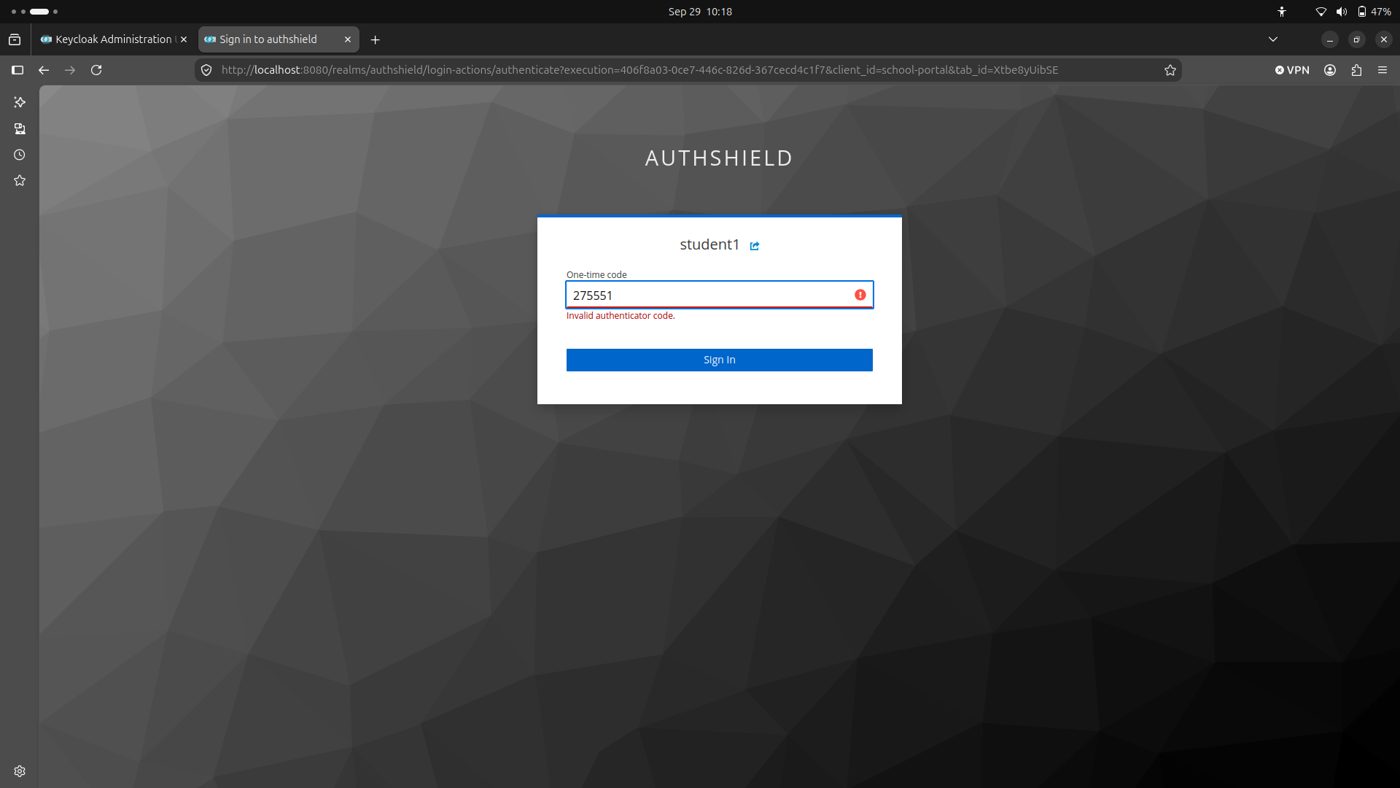 Sep 29 10:18
47%
Keycloak Administration
Sign in to authshield
http://localhost:8080/realms/authshield/login-actions/authenticate?execution=406f8a03-0ce7-446c-826d-367cecd4c1f7&client_id=school-portal&tab_id=Xtbe8yUibSE
VPN
AUTHSHIELD
student1
One-time code
275551
Invalid authenticator code.
Sign In